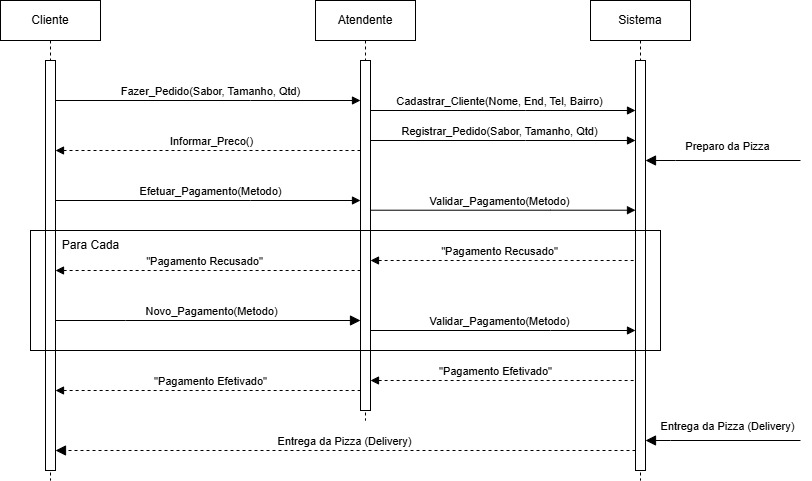 Cliente
Atendente
Sistema
Fazer_Pedido(Sabor, Tamanho, Qtd)
Cadastrar_Cliente(Nome, End, Tel, Bairro)
Registrar_Pedido(Sabor, Tamanho, Qtd)
Informar_Preco()
Preparo da Pizza
Efetuar_Pagamento(Metodo)
Validar_Pagamento(Metodo)
Para Cada
"Pagamento Recusado"
"Pagamento Recusado"
Novo_Pagamento(Metodo)
Validar_Pagamento(Metodo)
"Pagamento Efetivado"
"Pagamento Efetivado"
Entrega da Pizza (Delivery)
Entrega da Pizza (Delivery)